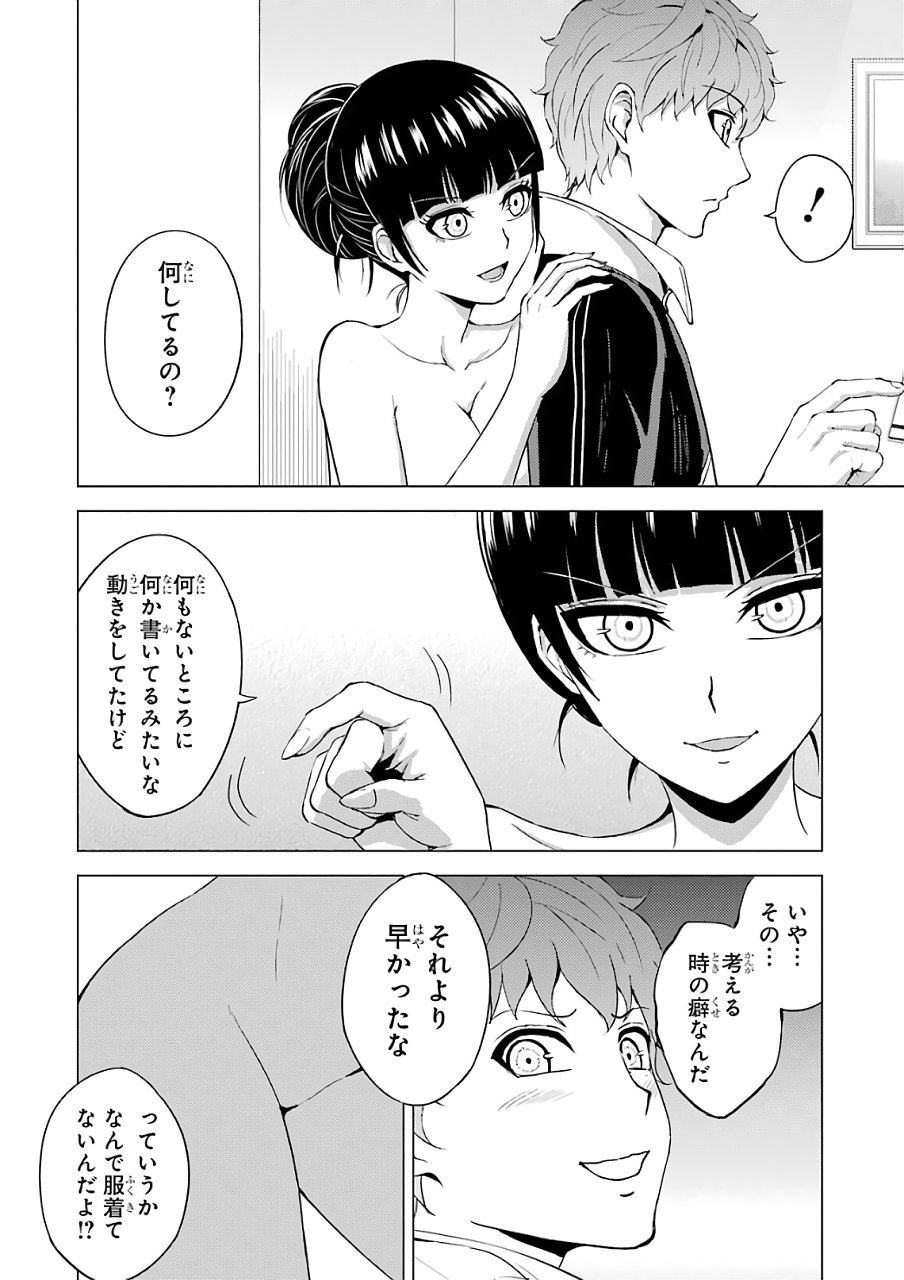 ！
何してるの？
何もないところに
何か書いてるみたいな
動きをしてたけど
いや…
その…
考える
時の癖なんだ
それより
早かったな
っていうか
なんで服着て
ないんだよ!?